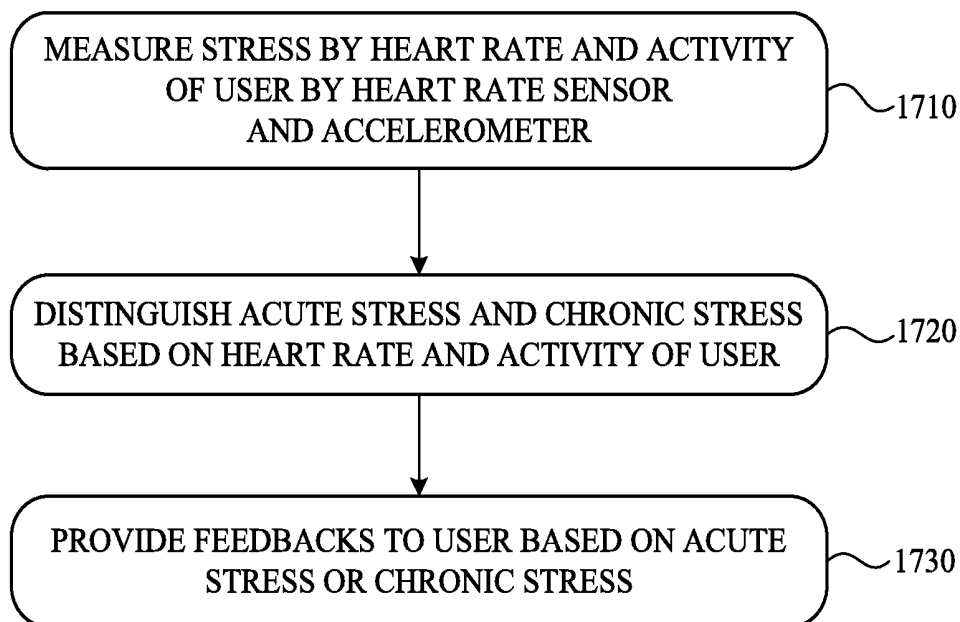 MEASURE STRESS BY HEART RATE AND ACTIVITY
OF USER BY HEART RATE SENSOR
AND ACCELEROMETER
1710
DISTINGUISH ACUTE STRESS AND CHRONIC STRESS
BASED ON HEART RATE AND ACTIVITY OF USER
1720
PROVIDE FEEDBACKS TO USER BASED ON ACUTE
STRESS OR CHRONIC STRESS
1730